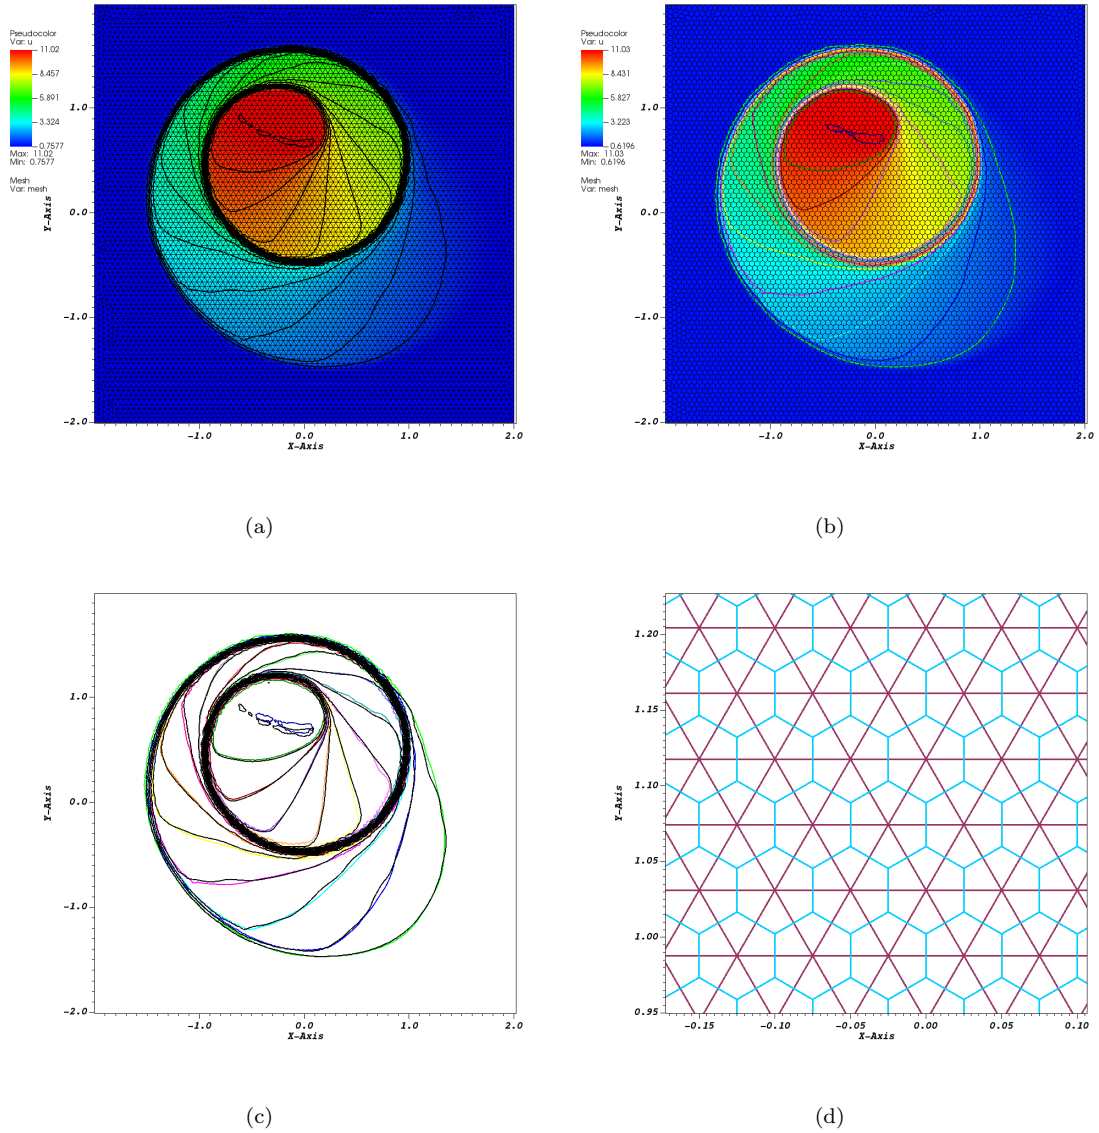 Pseudocolor
Var: u
11.02
8.457
5.891
3.324
0.7577
Max: 11.02
Min: 0.7577
Mesh
Var: mesh
Y-Axis
1.0
0.0
-1.0
-2.0
-1.0 0.0 1.0 2.0
X-Axis
(a)
Pseudocolor
Var: u
11.03
8.431
5.827
3.223
0.6196
Max: 11.03
Min: 0.6196
Mesh
Var: mesh
Y-Axis
1.0
0.0
-1.0
-2.0
-1.0 0.0 1.0 2.0
X-Axis
(b)
Y-Axis
1.0
0.0
-1.0
-2.0
-1.0 0.0 1.0 2.0
X-Axis
(c)
Y-Axis
1.20
1.15
1.10
1.05
1.00
0.95
-0.15 -0.10 -0.05 0.00 0.05 0.10
X-Axis
(d)